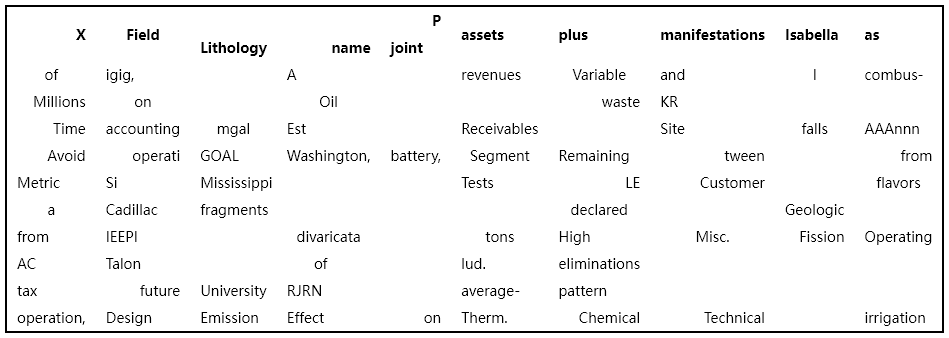 X Field Lithology name P joint assets plus manifestations Isabella as
of igig, A revenues Variable and I combus-
Millions on Oil waste KR
Time accounting mgal Est Receivables Site falls AAAnnn
Avoid operati GOAL Washington, battery, Segment Remaining tween from
Metric Si Mississippi Tests LE Customer flavors
a Cadillac fragments declared Geologic
from IEEPI divaricata tons High Misc. Fission Operating
AC Talon of lud. eliminations
tax future University RJRN average- pattern
operation, Design Emission Effect on Therm. Chemical Technical irrigation